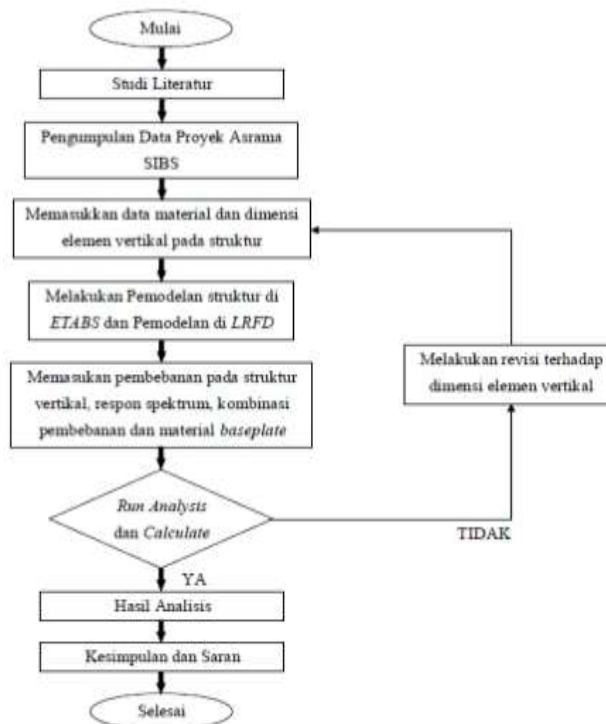 Mulai
Studi Literatur
Pengumpulan Data Proyek Asrama
SIBS
Memasukkan data material dan dimensi
elemen vertikal pada struktur
Melakukan Pemodelan struktur di
ETABS dan Pemodelan di LRFD
Memasukan pembebanan pada struktur
vertikal, respon spektrum, kombinasi
pembebanan dan material baseplate
Melakukan revisi terhadap
dimensi elemen vertikal
Run Analysis
dan Calculate
TIDAK
YA
Hasil Analisis
Kesimpulan dan Saran
Selesai